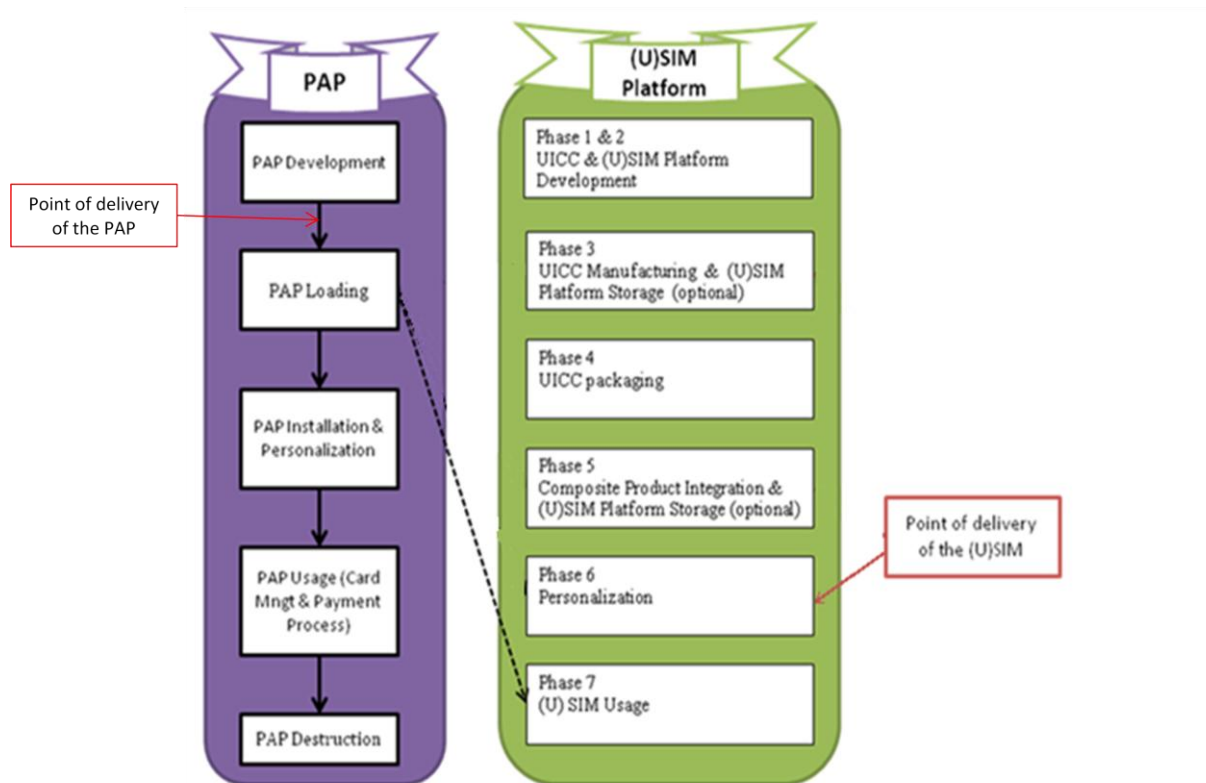 PAP
(U)SIM
Platform
PAP Development
Point of delivery
of the PAP
PAP Loading
PAP Installation &
Personalization
PAP Usage (Card
Mngt & Payment
Process)
PAP Destruction
Phase 1 & 2
UICC & (U)SIM Platform
Development
Phase 3
UICC Manufacturing & (U)SIM
Platform Storage (optional)
Phase 4
UICC packaging
Phase 5
Composite Product Integration &
(U)SIM Platform Storage (optional)
Phase 6
Personalization
Point of delivery
of the (U)SIM
Phase 7
(U) SIM Usage